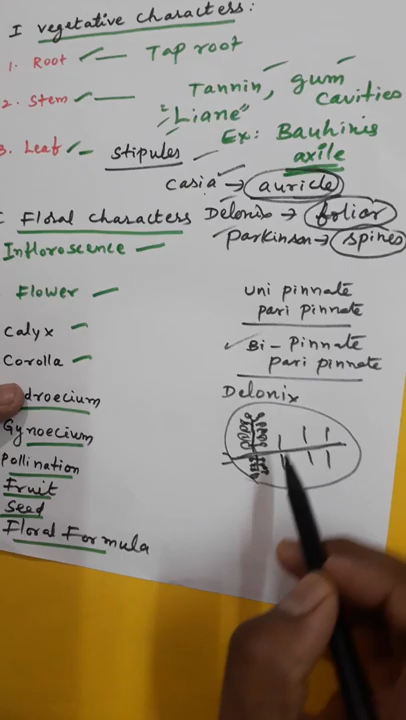 I vegetative characters:
1. Root — Tap root
2. Stem — Tannin, gum
cavities
"Liane"
Ex: Bauhinis
axile
3. Leaf — stipules
Casia → auricle
Floral characters
Delonix → foliar
Parkinson → spines
Infloroscence —
Flower —
Calyx
Corolla
droecium
Gynoecium
Pollination
Fruit
Seed
Floral Formula
uni pinnate
pari pinnate
Bi - pinnate
pari pinnate
Delonix